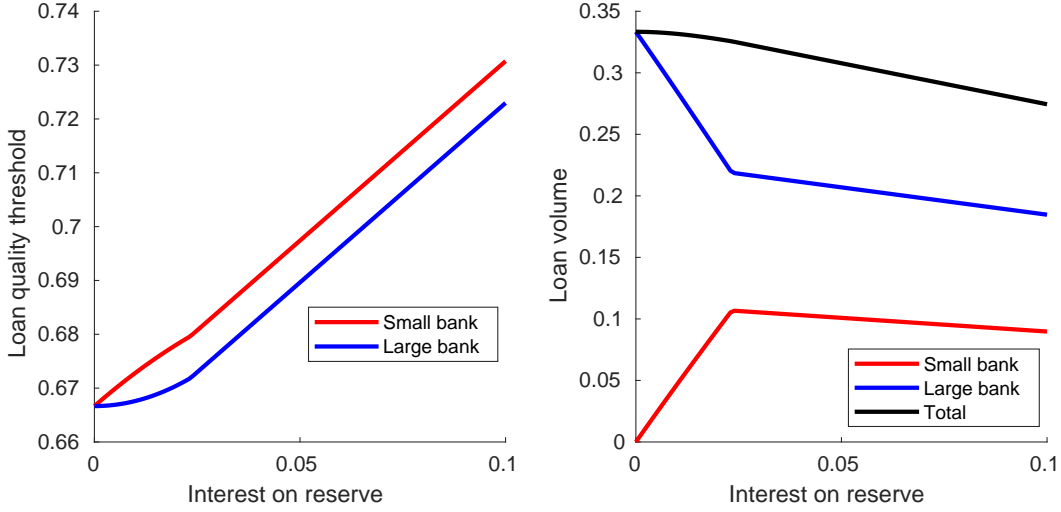 Loan quality threshold
0.74
0.73
0.72
0.71
0.7
0.69
0.68
0.67
0.66
0
0.05
0.1
Interest on reserve
Small bank
Large bank
Loan volume
0.35
0.3
0.25
0.2
0.15
0.1
0.05
0
0
0.05
0.1
Interest on reserve
Small bank
Large bank
Total